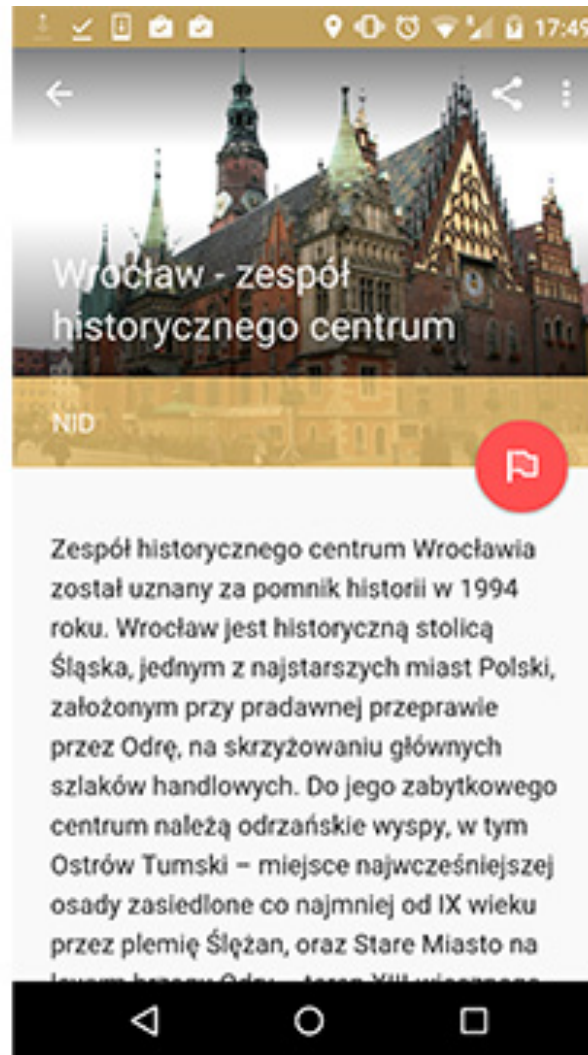 17:49
Wrocław - zespół
historycznego centrum
NID
Zespół historycznego centrum Wrocławia
został uznany za pomnik historii w 1994
roku. Wrocław jest historyczną stolicą
Śląska, jednym z najstarszych miast Polski,
założonym przy pradawnej przeprawie
przez Odrę, na skrzyżowaniu głównych
szlaków handlowych. Do jego zabytkowego
centrum należą odrzańskie wyspy, w tym
Ostrów Tumski – miejsce najwcześniejszej
osady zasiedlone co najmniej od IX wieku
przez plemię Ślężan, oraz Stare Miasto na